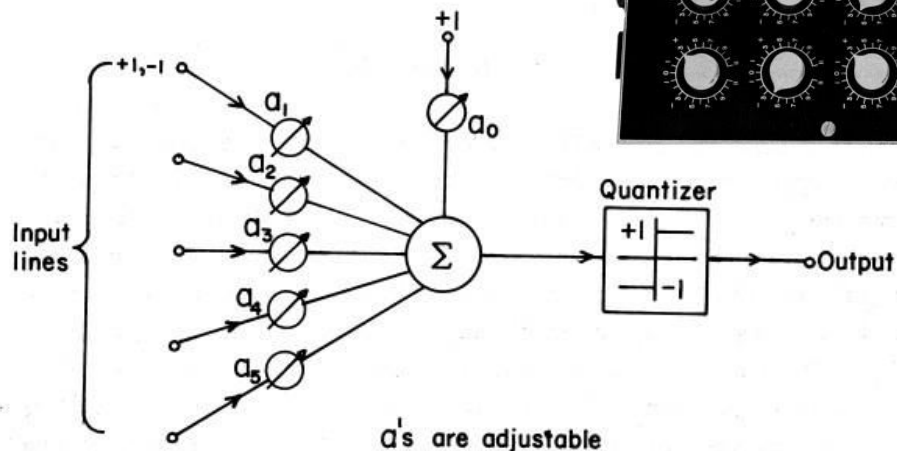 +1
+1,-1
a₁
a₀
a₂
Quantizer
a₃
+1
Input
lines
Σ
Output
-1
a₄
a₅
a's are adjustable